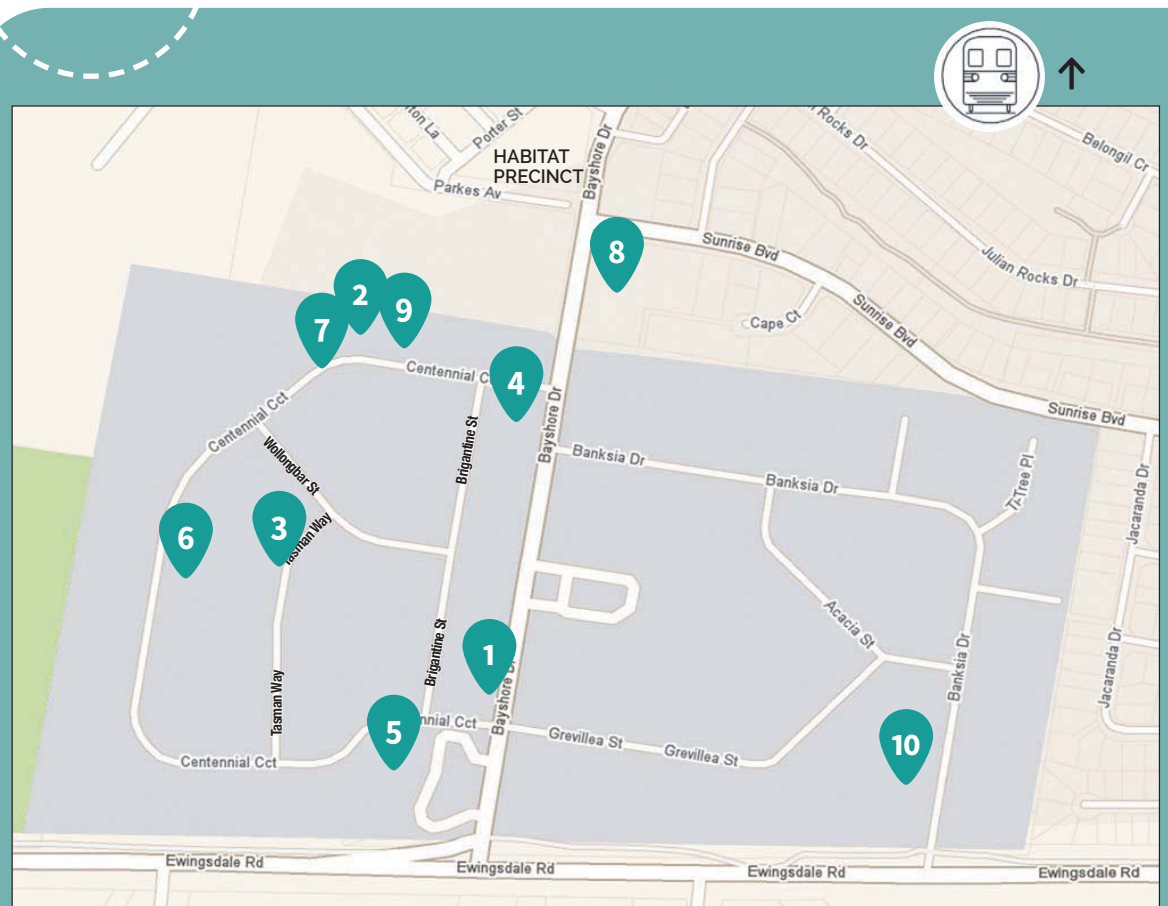 Porter St
HABITAT
PRECINCT
Bayshore Dr
Rocks Dr
Belongil Cr
Parkes Av
8
Sunrise Bvd
Julian Rocks Dr
2
9
7
Cape Ct
Sunrise Bvd
Centennial
4
Sunrise Bvd
Centennial Cct
Bayshore Dr
Brigantine St
Wollongbar St
Banksia Dr
Banksia Dr
Ti-Tree Pl
Jacaranda Dr
6
3
Tasman Way
Acacia St
Brigantine St
1
Bayshore Dr
Banksia Dr
Jacaranda Dr
Tasman Way
5
nnial Cct
Grevillea St
Grevillea St
10
Centennial Cct
Ewingsdale Rd
Ewingsdale Rd
Ewingsdale Rd
Ewingsdale Rd